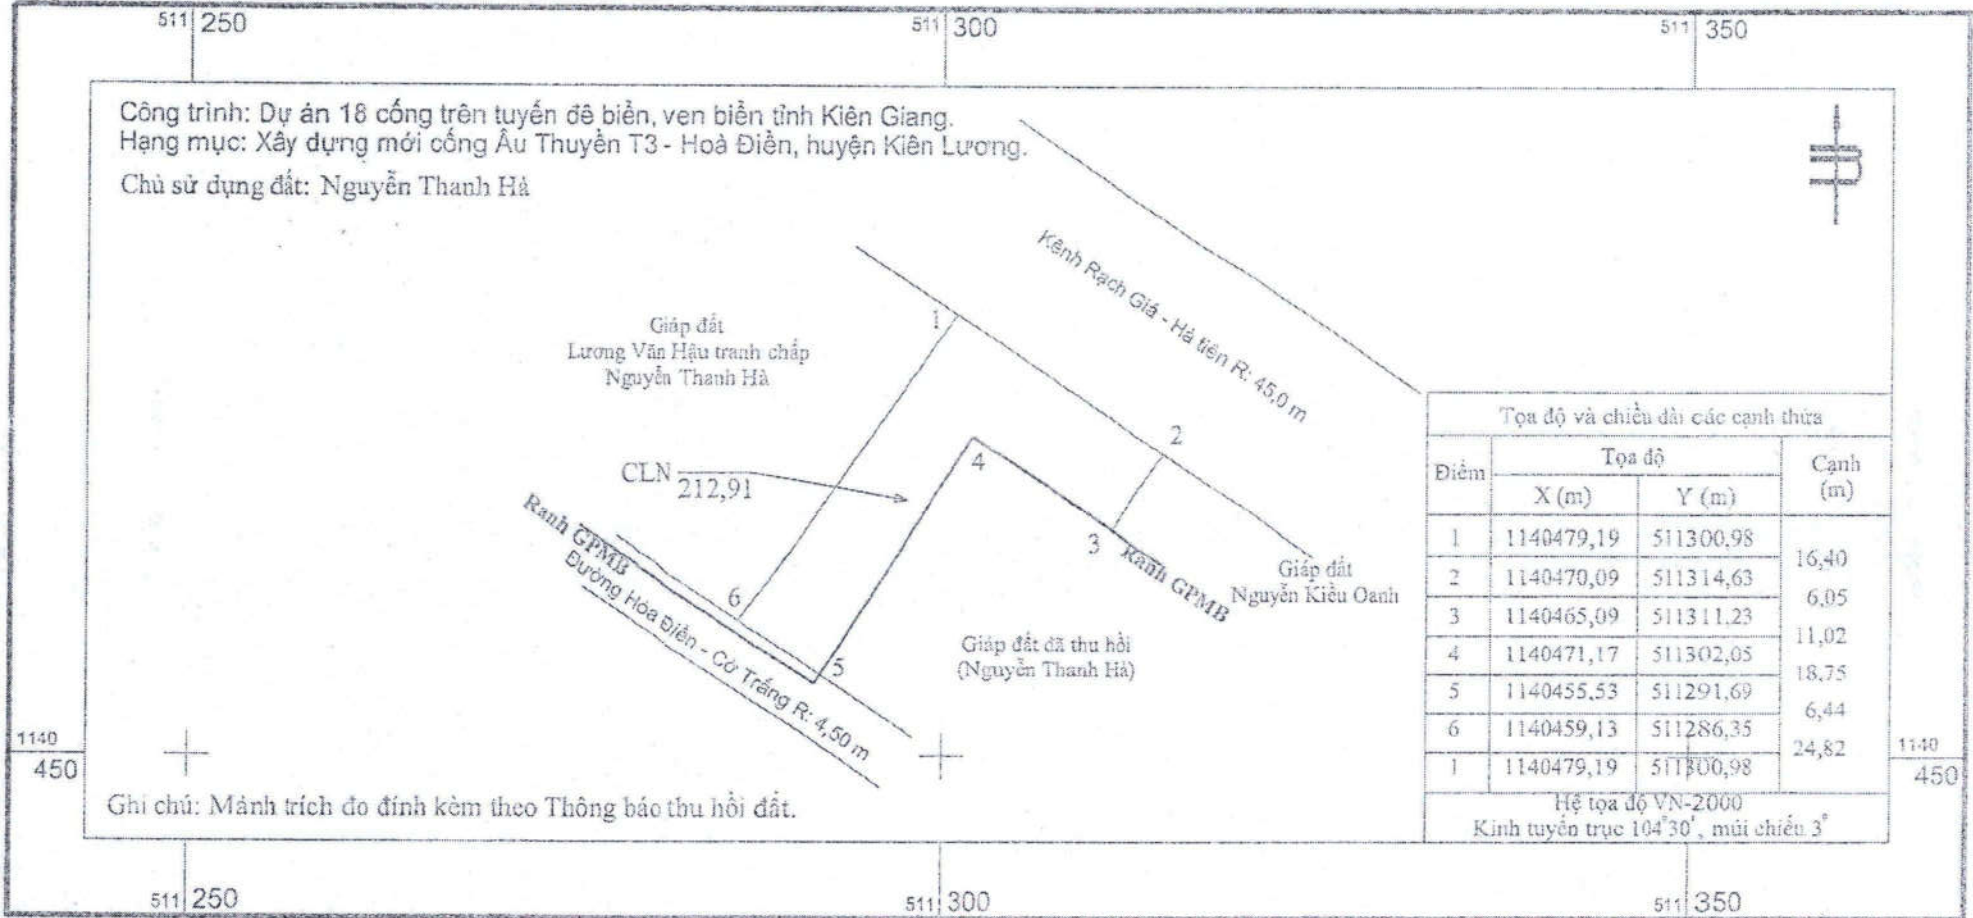 511 250
511 300
511 350
Công trình: Dự án 18 cống trên tuyến đê biển, ven biển tỉnh Kiên Giang.
Hạng mục: Xây dựng mới cống Âu Thuyền T3 - Hoà Điền, huyện Kiên Lương.
Chủ sử dụng đất: Nguyễn Thanh Hà
Kênh Rạch Giá - Hà tiên R: 45,0 m
Giáp đất
Lương Văn Hậu tranh chấp
Nguyễn Thanh Hà
1
2
4
3
CLN 212,91
Ranh GPMB
Đường Hòa Điền - Cờ Trắng R: 4,50 m
6
5
Ranh GPMB
Giáp đất
Nguyễn Kiều Oanh
Giáp đất đã thu hồi
(Nguyễn Thanh Hà)
Tọa độ và chiều dài các cạnh thửa
Điểm Tọa độ Cạnh (m)
X (m) Y (m)
1 1140479,19 511300,98
16,40
2 1140470,09 511314,63
6,05
3 1140465,09 511311,23
11,02
4 1140471,17 511302,05
18,75
5 1140455,53 511291,69
6,44
6 1140459,13 511286,35
24,82
1 1140479,19 511300,98
Hệ tọa độ VN-2000
Kinh tuyến trục 104°30', múi chiếu 3°
1140
450
1140
450
Ghi chú: Mảnh trích đo đính kèm theo Thông báo thu hồi đất.
511 250
511 300
511 350